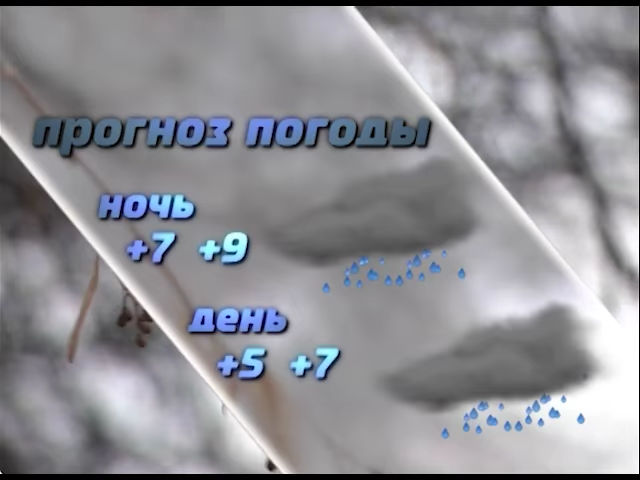 прогноз погоды
ночь
+7 +9
день
+5 +7